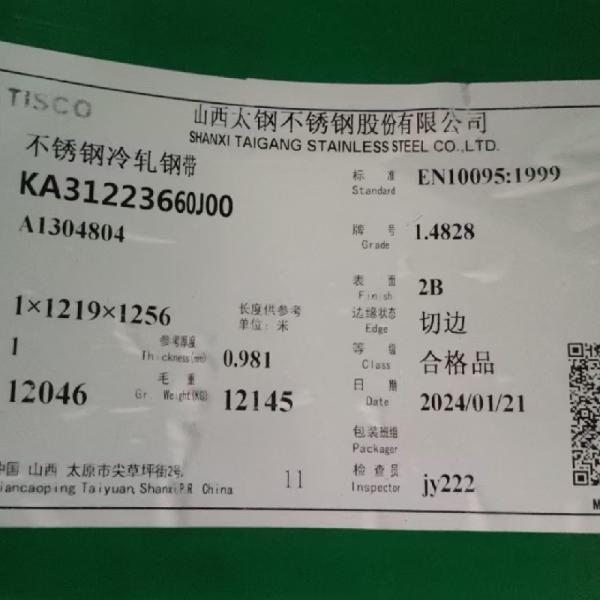 TISCO
山西太钢不锈钢股份有限公司
SHANXI TAIGANG STAINLESS STEEL CO.,LTD.
不锈钢冷轧钢带
KA31223660J00
A1304804
标 准 Standard EN10095:1999
牌 号 Grade 1.4828
表 面 Finish 2B
1×1219×1256 长度供参考 单位: 米
边缘状态 Edge 切边
1 参考厚度 Thickness(mm) 0.981
等 级 Class 合格品
12046 毛 重 Gr. Weight(KG) 12145
日 期 Date 2024/01/21
包装班组 Packager
中国 山西 太原市尖草坪街2号
iancaoping Taiyuan, Shanxi P.R China
11
检 查 员 Inspector jy222
M